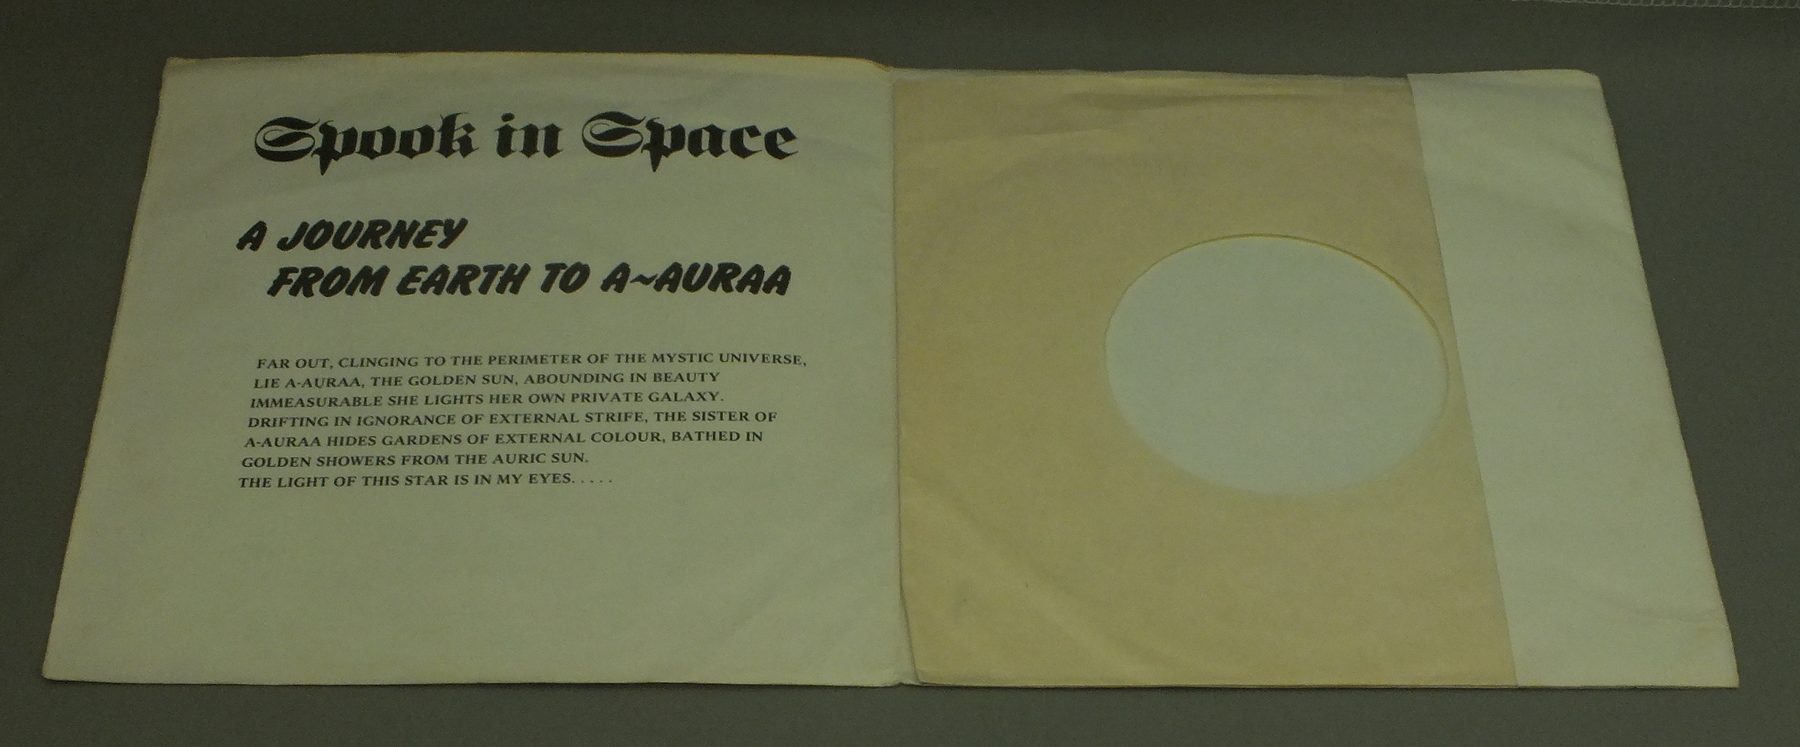 Spook in Space
A JOURNEY
FROM EARTH TO A~AURAA
FAR OUT, CLINGING TO THE PERIMETER OF THE MYSTIC UNIVERSE,
LIE A-AURAA, THE GOLDEN SUN, ABOUNDING IN BEAUTY
IMMEASURABLE SHE LIGHTS HER OWN PRIVATE GALAXY.
DRIFTING IN IGNORANCE OF EXTERNAL STRIFE, THE SISTER OF
A-AURAA HIDES GARDENS OF EXTERNAL COLOUR, BATHED IN
GOLDEN SHOWERS FROM THE AURIC SUN.
THE LIGHT OF THIS STAR IS IN MY EYES. . . . .